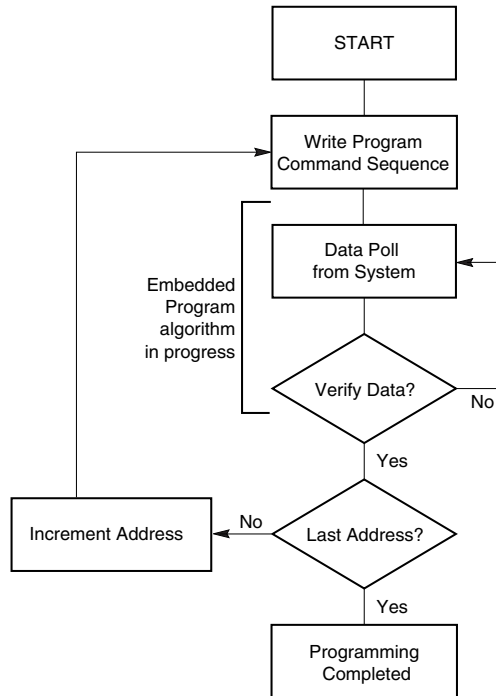 START
Write Program
Command Sequence
Data Poll
from System
Embedded
Program
algorithm
in progress
Verify Data?
No
Yes
Increment Address
No
Last Address?
Yes
Programming
Completed